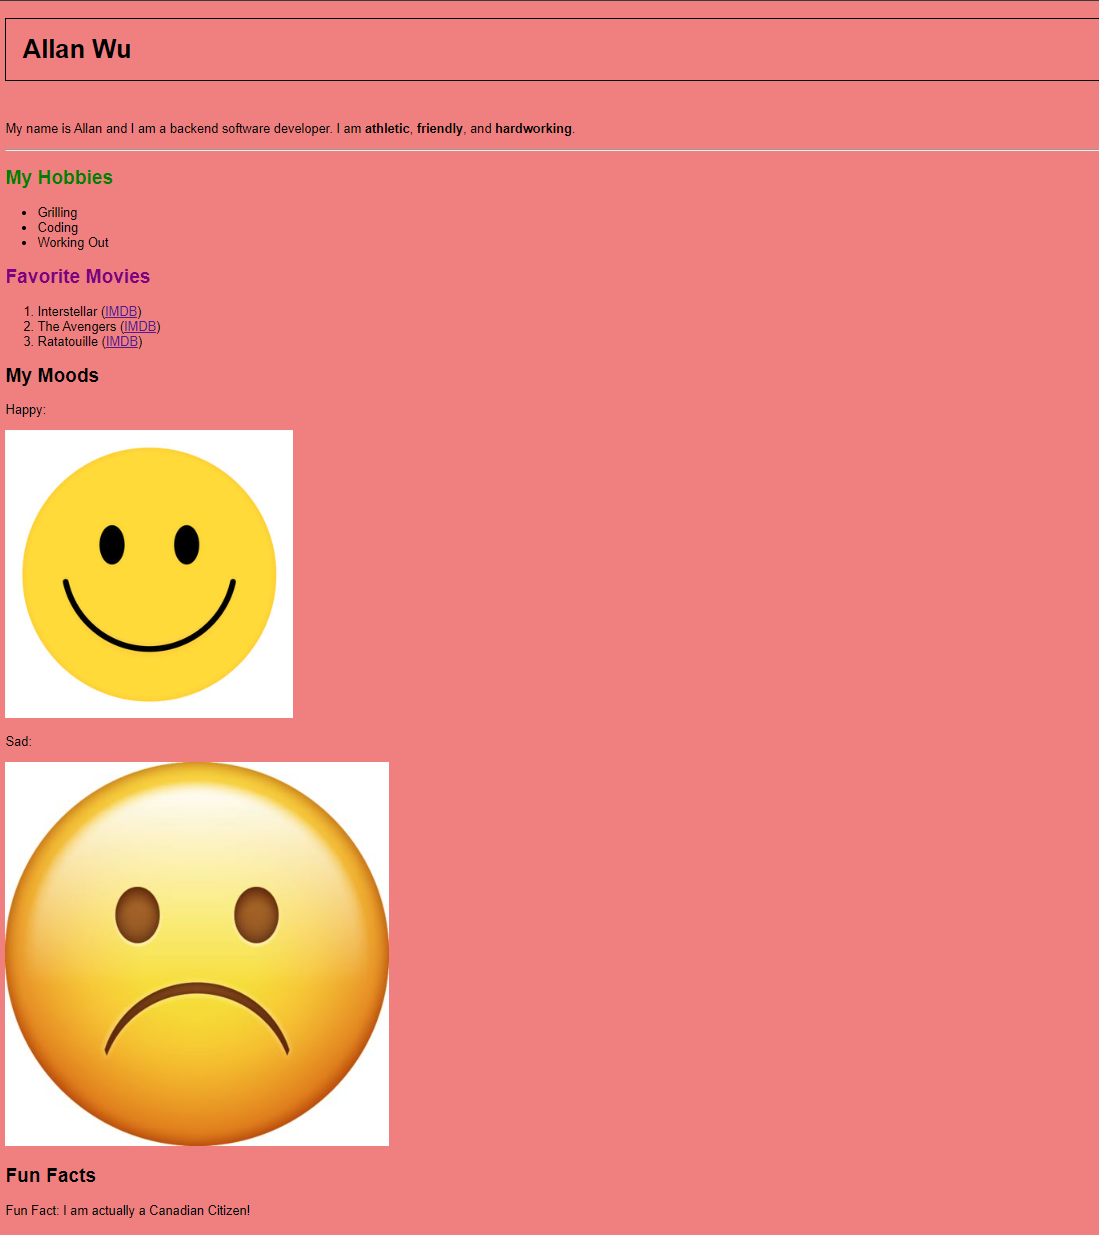 Allan Wu
My name is Allan and I am a backend software developer. I am athletic, friendly, and hardworking.
My Hobbies
• Grilling
• Coding
• Working Out
Favorite Movies
1. Interstellar (IMDB)
2. The Avengers (IMDB)
3. Ratatouille (IMDB)
My Moods
Happy:
Sad:
Fun Facts
Fun Fact: I am actually a Canadian Citizen!